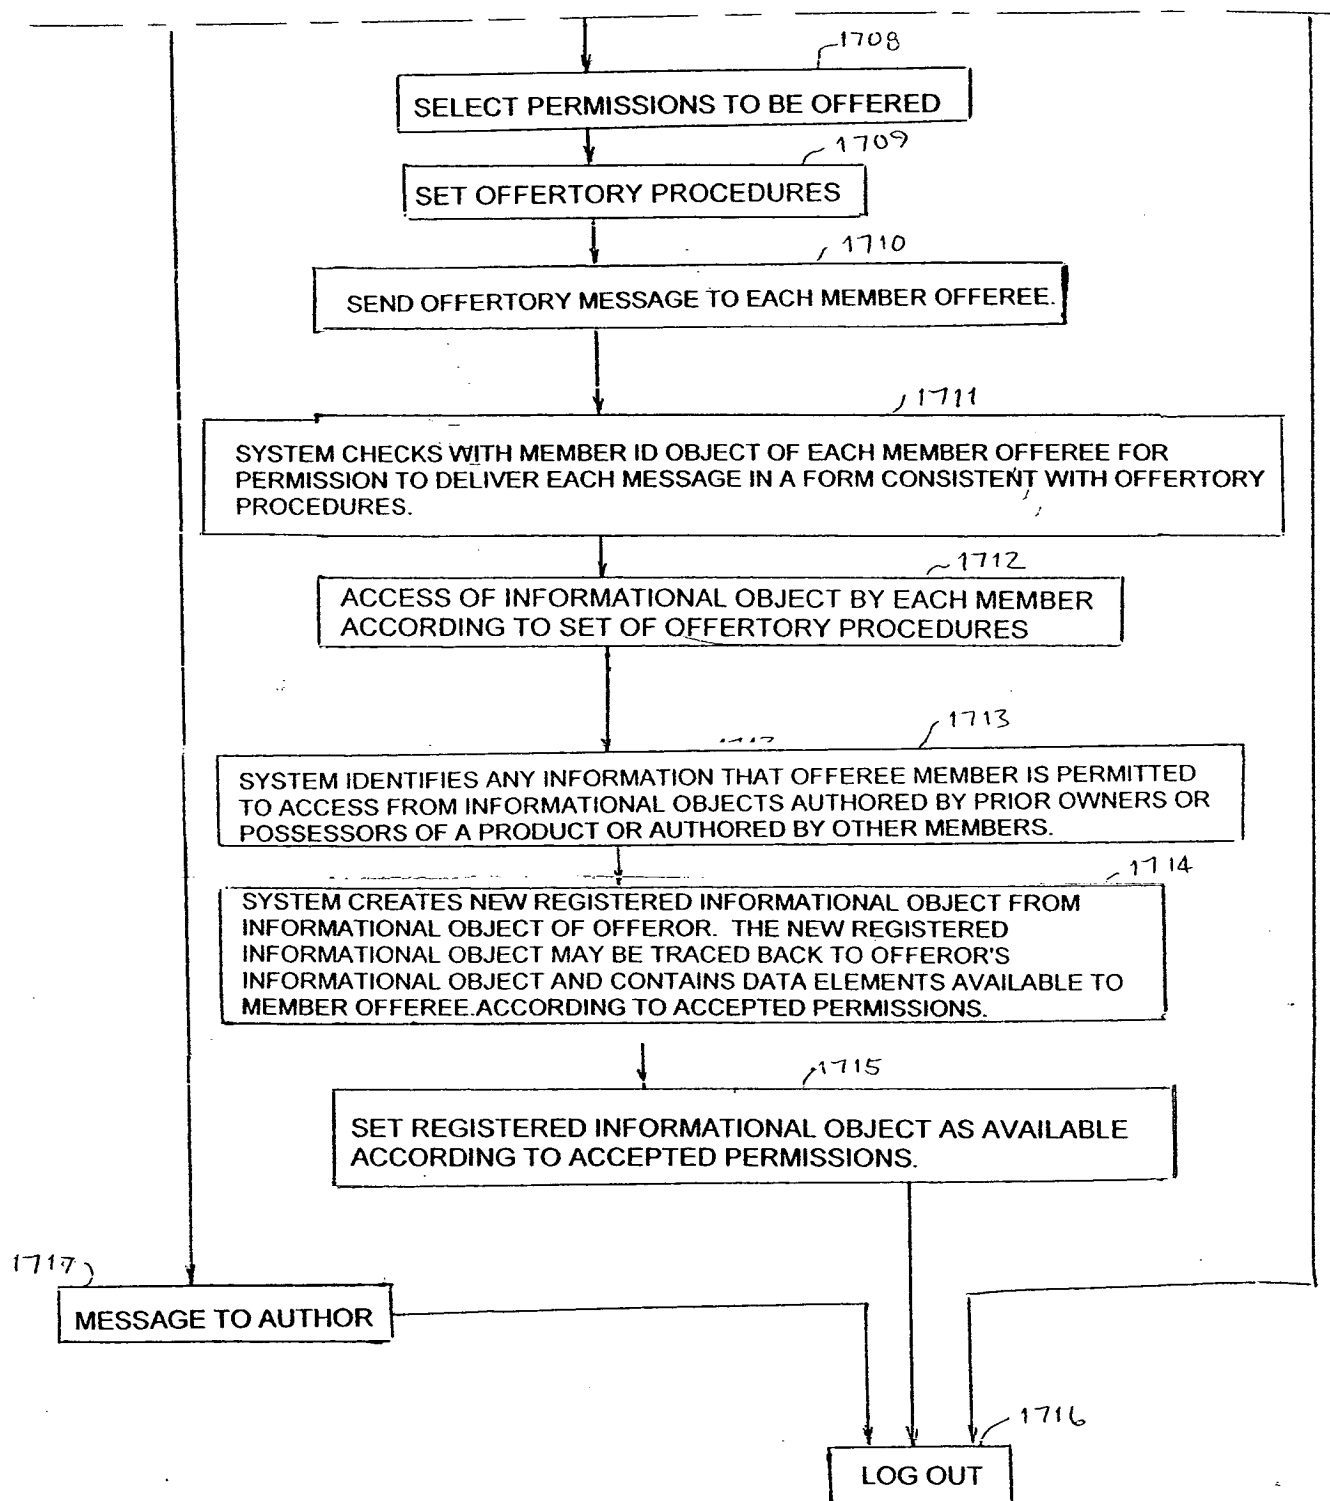 1708
SELECT PERMISSIONS TO BE OFFERED
1709
SET OFFERTORY PROCEDURES
1710
SEND OFFERTORY MESSAGE TO EACH MEMBER OFFEREE.
1711
SYSTEM CHECKS WITH MEMBER ID OBJECT OF EACH MEMBER OFFEREE FOR
PERMISSION TO DELIVER EACH MESSAGE IN A FORM CONSISTENT WITH OFFERTORY
PROCEDURES.
1712
ACCESS OF INFORMATIONAL OBJECT BY EACH MEMBER
ACCORDING TO SET OF OFFERTORY PROCEDURES
1713
SYSTEM IDENTIFIES ANY INFORMATION THAT OFFEREE MEMBER IS PERMITTED
TO ACCESS FROM INFORMATIONAL OBJECTS AUTHORED BY PRIOR OWNERS OR
POSSESSORS OF A PRODUCT OR AUTHORED BY OTHER MEMBERS.
1714
SYSTEM CREATES NEW REGISTERED INFORMATIONAL OBJECT FROM
INFORMATIONAL OBJECT OF OFFEROR. THE NEW REGISTERED
INFORMATIONAL OBJECT MAY BE TRACED BACK TO OFFEROR'S
INFORMATIONAL OBJECT AND CONTAINS DATA ELEMENTS AVAILABLE TO
MEMBER OFFEREE.ACCORDING TO ACCEPTED PERMISSIONS.
1715
SET REGISTERED INFORMATIONAL OBJECT AS AVAILABLE
ACCORDING TO ACCEPTED PERMISSIONS.
1717
MESSAGE TO AUTHOR
1716
LOG OUT